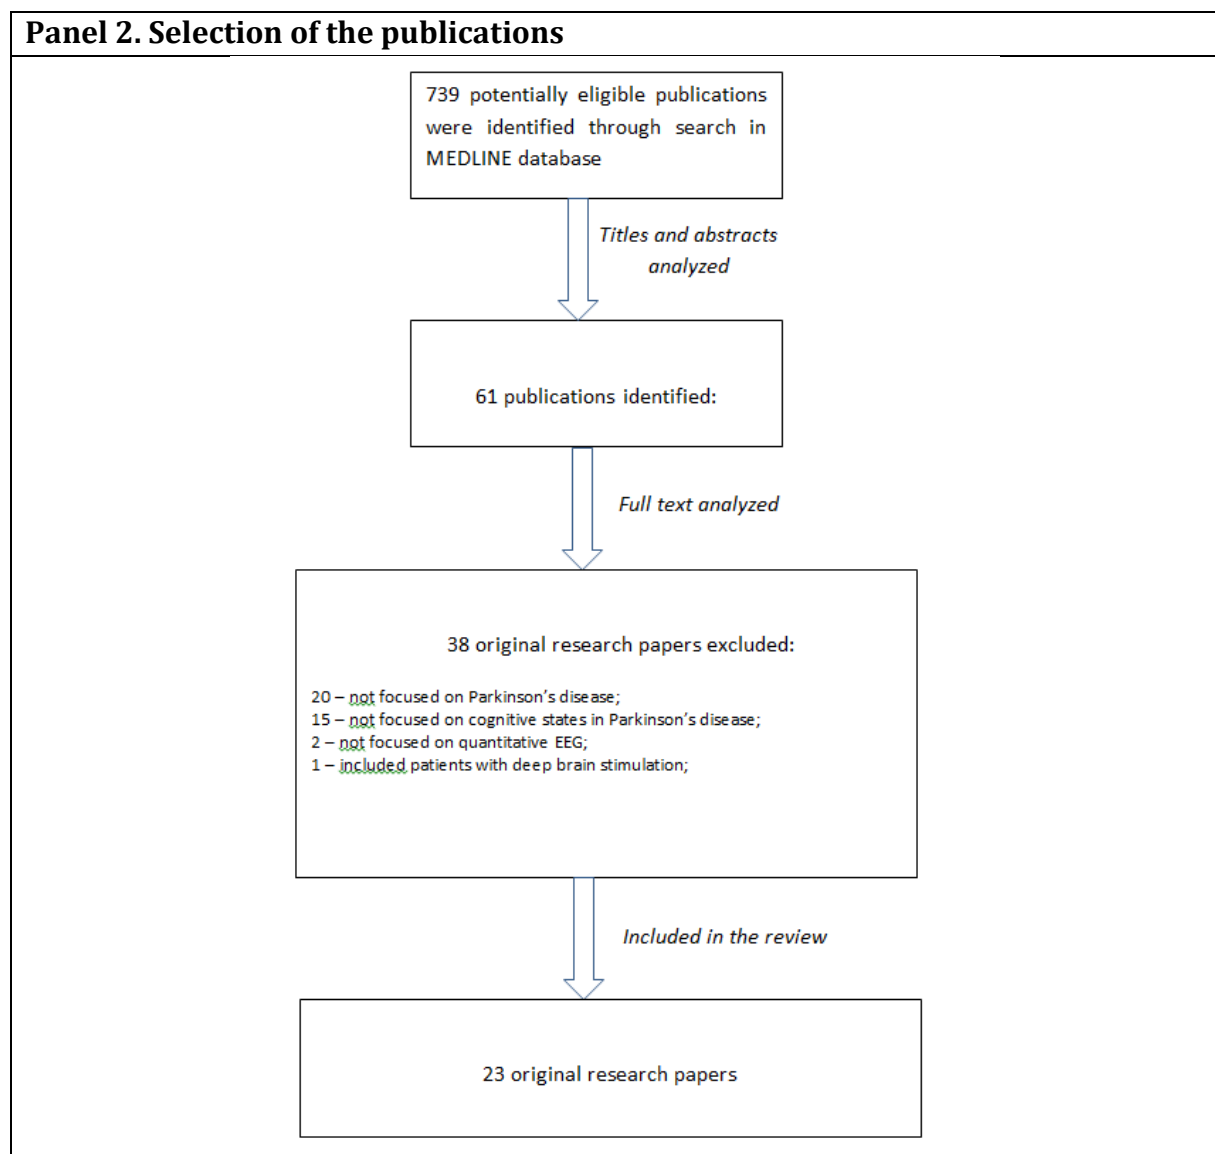 Panel 2. Selection of the publications
739 potentially eligible publications
were identified through search in
MEDLINE database
Titles and abstracts
analyzed
61 publications identified:
Full text analyzed
38 original research papers excluded:
20 – not focused on Parkinson’s disease;
15 – not focused on cognitive states in Parkinson’s disease;
2 – not focused on quantitative EEG;
1 – included patients with deep brain stimulation;
Included in the review
23 original research papers